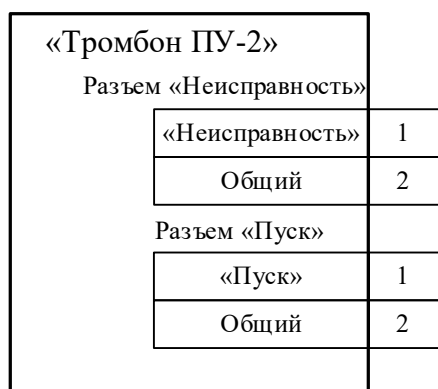 «Тромбон ПУ-2»
Разъем «Неисправность»
«Неисправность» 1
Общий 2
Разъем «Пуск»
«Пуск» 1
Общий 2